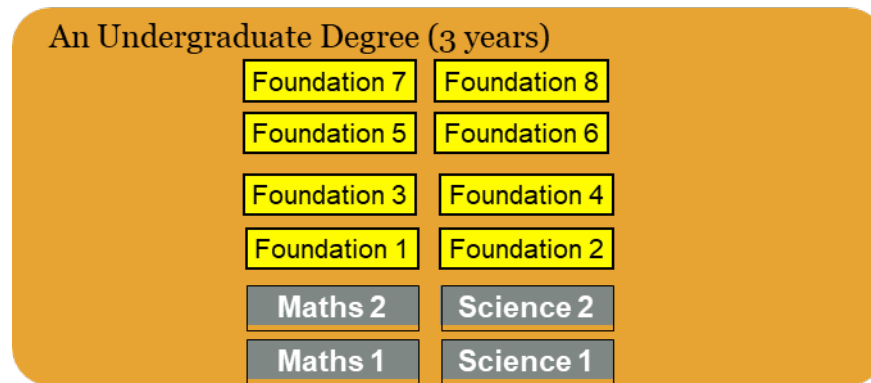 An Undergraduate Degree (3 years)
Foundation 7 Foundation 8
Foundation 5 Foundation 6
Foundation 3 Foundation 4
Foundation 1 Foundation 2
Maths 2 Science 2
Maths 1 Science 1